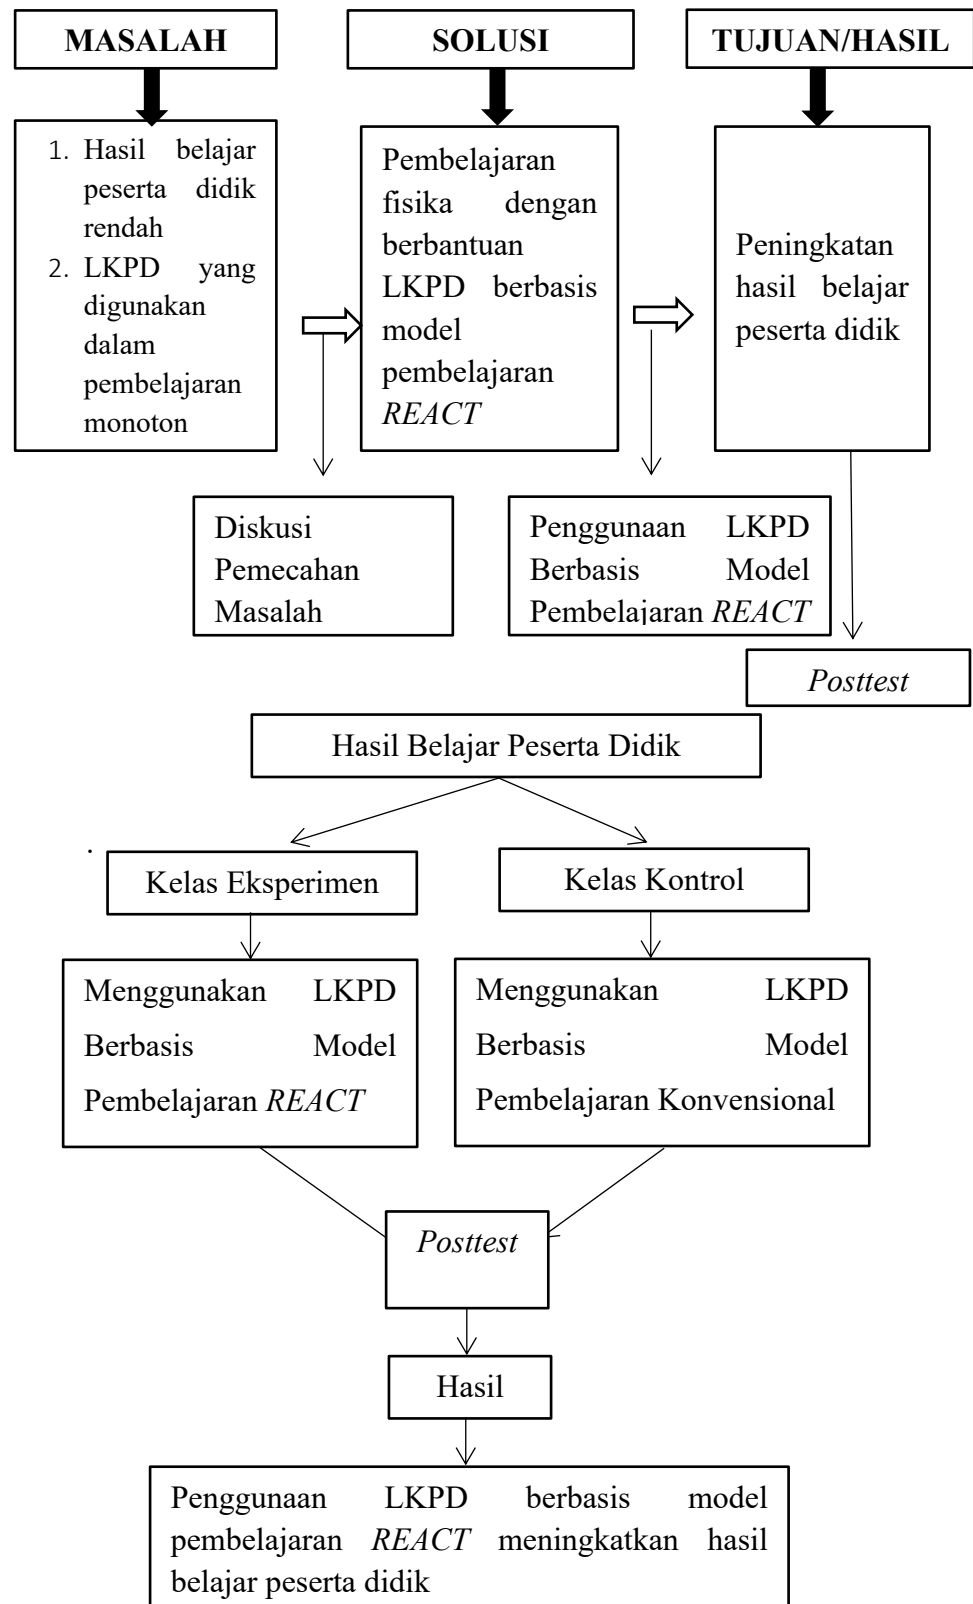 MASALAH
SOLUSI
TUJUAN/HASIL
1. Hasil belajar
peserta didik
rendah
2. LKPD yang
digunakan
dalam
pembelajaran
monoton
Pembelajaran
fisika dengan
berbantuan
LKPD berbasis
model
pembelajaran
REACT
Peningkatan
hasil belajar
peserta didik
Diskusi
Pemecahan
Masalah
Penggunaan LKPD
Berbasis Model
Pembelajaran REACT
Posttest
Hasil Belajar Peserta Didik
.
Kelas Eksperimen
Kelas Kontrol
Menggunakan LKPD
Berbasis Model
Pembelajaran REACT
Menggunakan LKPD
Berbasis Model
Pembelajaran Konvensional
Posttest
Hasil
Penggunaan LKPD berbasis model
pembelajaran REACT meningkatkan hasil
belajar peserta didik